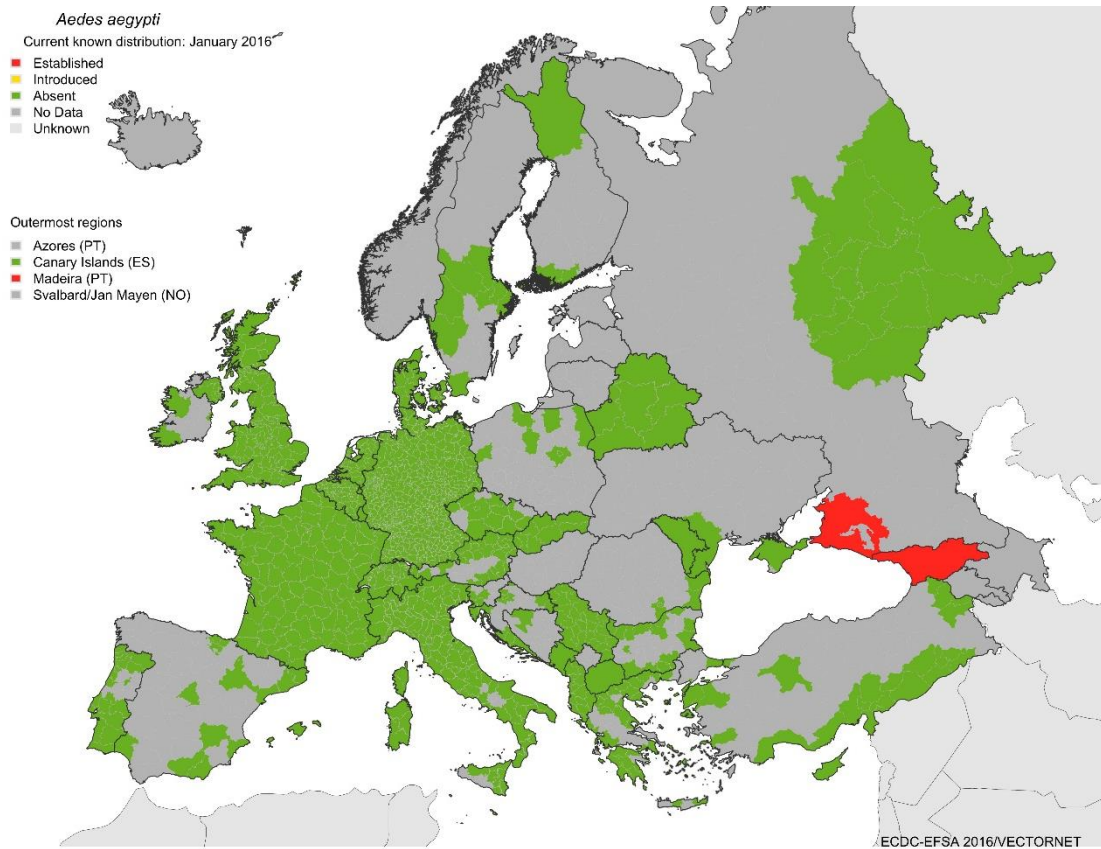 Aedes aegypti
Current known distribution: January 2016
Established
Introduced
Absent
No Data
Unknown
Outermost regions
Azores (PT)
Canary Islands (ES)
Madeira (PT)
Svalbard/Jan Mayen (NO)
ECDC-EFSA 2016/VECTORNET